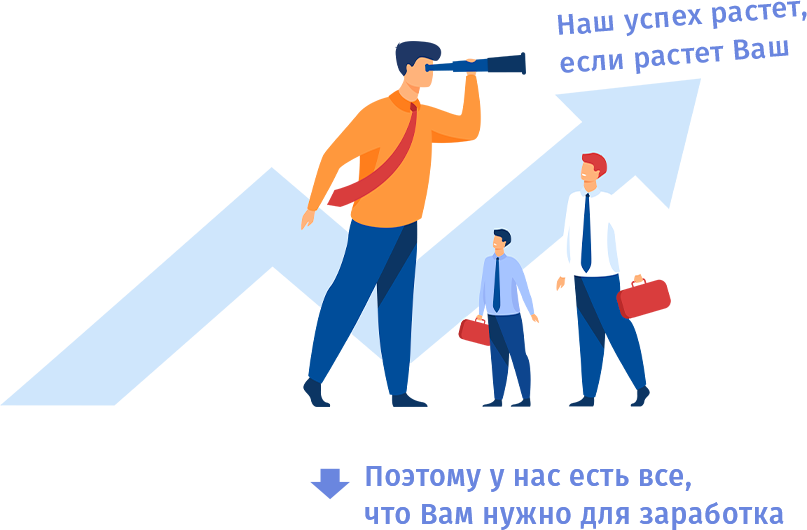 Наш успех растет,
если растет Ваш
Поэтому у нас есть все,
что Вам нужно для заработка